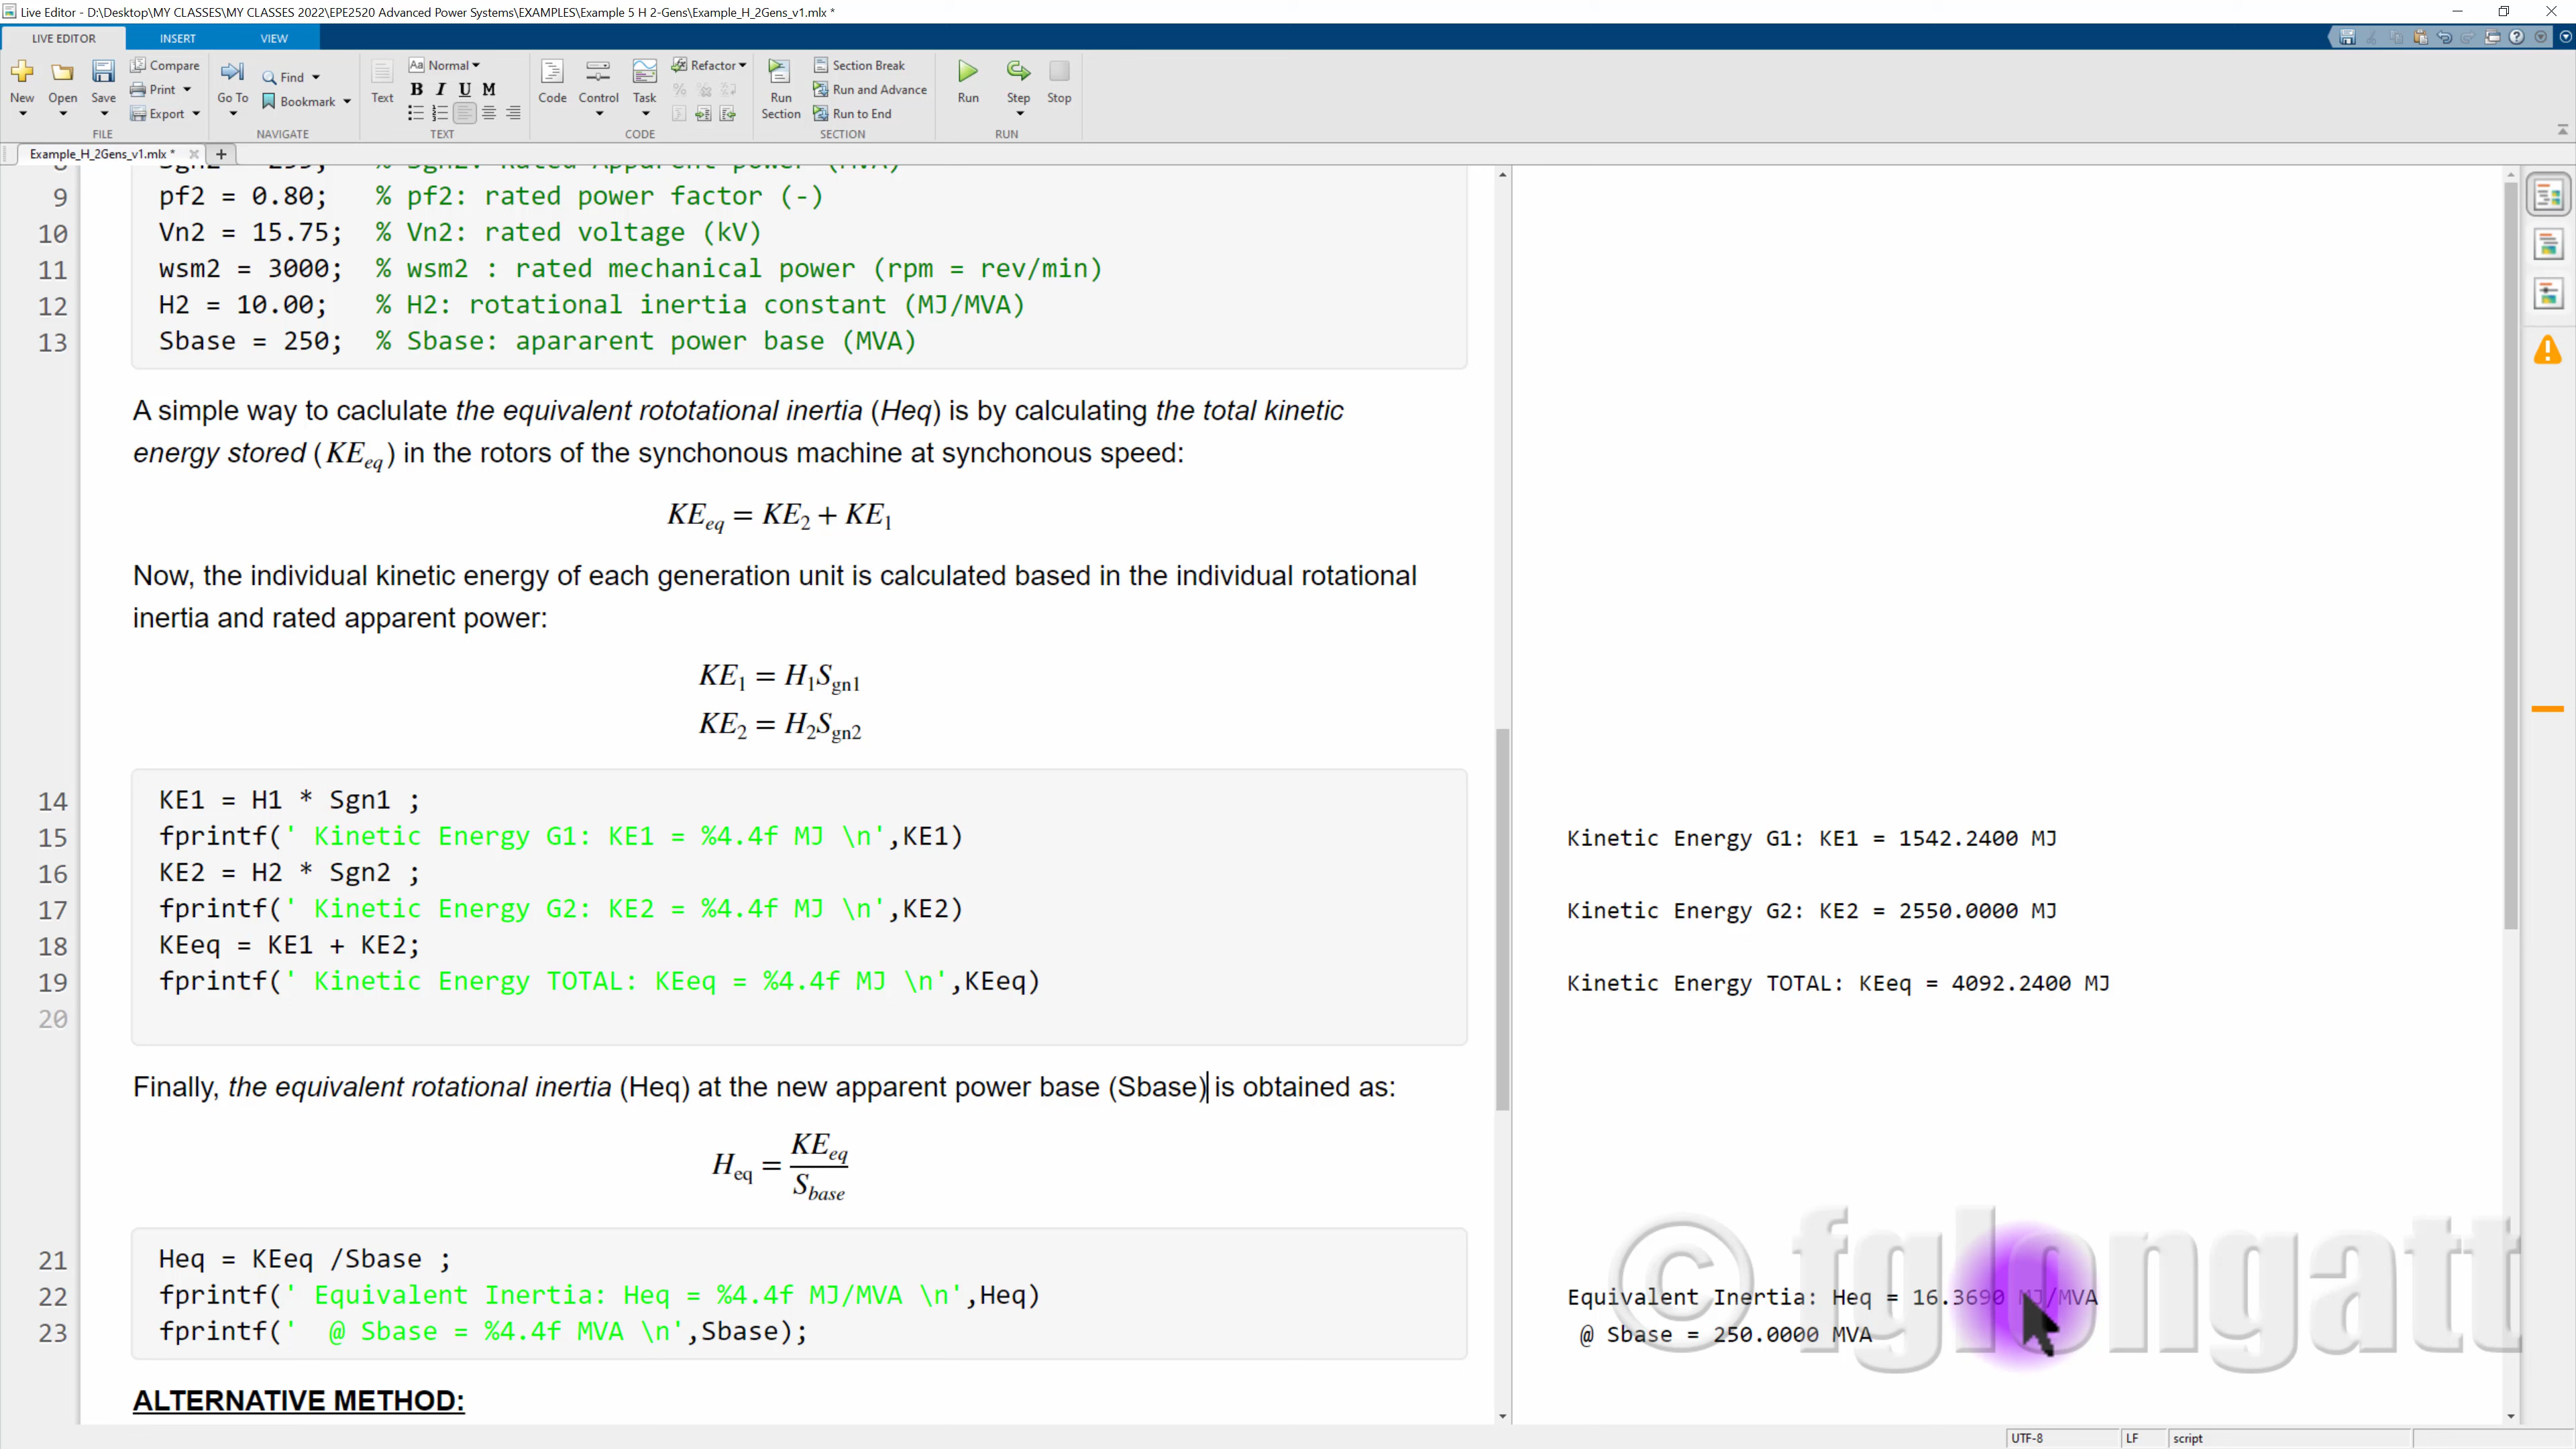 Live Editor - D:\Desktop\MY CLASSES\MY CLASSES 2022\EPE2520 Advanced Power Systems\EXAMPLES\Example 5 H 2-Gens\Example_H_2Gens_v1.mlx *
LIVE EDITOR INSERT VIEW
New Open Save Compare Print Export FILE
Go To Find Bookmark NAVIGATE
Text Aa Normal B I U M TEXT
Code Control Task Refactor CODE
Run Section Section Break Run and Advance Run to End SECTION
Run Step Stop RUN
Example_H_2Gens_v1.mlx *
9 pf2 = 0.80; % pf2: rated power factor (-)
10 Vn2 = 15.75; % Vn2: rated voltage (kV)
11 wsm2 = 3000; % wsm2 : rated mechanical power (rpm = rev/min)
12 H2 = 10.00; % H2: rotational inertia constant (MJ/MVA)
13 Sbase = 250; % Sbase: apararent power base (MVA)
A simple way to caclulate the equivalent rototational inertia (Heq) is by calculating the total kinetic
energy stored (KEeq) in the rotors of the synchonous machine at synchonous speed:
KEeq = KE2 + KE1
Now, the individual kinetic energy of each generation unit is calculated based in the individual rotational
inertia and rated apparent power:
KE1 = H1Sgn1
KE2 = H2Sgn2
14 KE1 = H1 * Sgn1 ;
15 fprintf(' Kinetic Energy G1: KE1 = %4.4f MJ \n',KE1)
Kinetic Energy G1: KE1 = 1542.2400 MJ
16 KE2 = H2 * Sgn2 ;
17 fprintf(' Kinetic Energy G2: KE2 = %4.4f MJ \n',KE2)
Kinetic Energy G2: KE2 = 2550.0000 MJ
18 KEeq = KE1 + KE2;
19 fprintf(' Kinetic Energy TOTAL: KEeq = %4.4f MJ \n',KEeq)
Kinetic Energy TOTAL: KEeq = 4092.2400 MJ
20
Finally, the equivalent rotational inertia (Heq) at the new apparent power base (Sbase) is obtained as:
Heq = KEeq / Sbase
21 Heq = KEeq /Sbase ;
22 fprintf(' Equivalent Inertia: Heq = %4.4f MJ/MVA \n',Heq)
Equivalent Inertia: Heq = 16.3690 MJ/MVA
23 fprintf('  @ Sbase = %4.4f MVA \n',Sbase);
@ Sbase = 250.0000 MVA
© fglongatt
ALTERNATIVE METHOD:
UTF-8 LF script